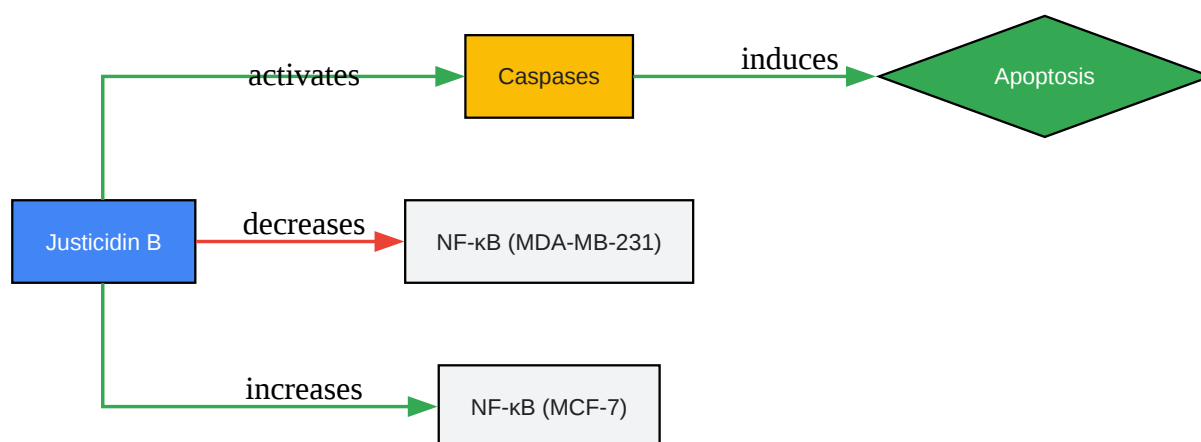 activates
Caspases
induces
Apoptosis
Justicidin B
decreases
NF-κB (MDA-MB-231)
increases
NF-κB (MCF-7)